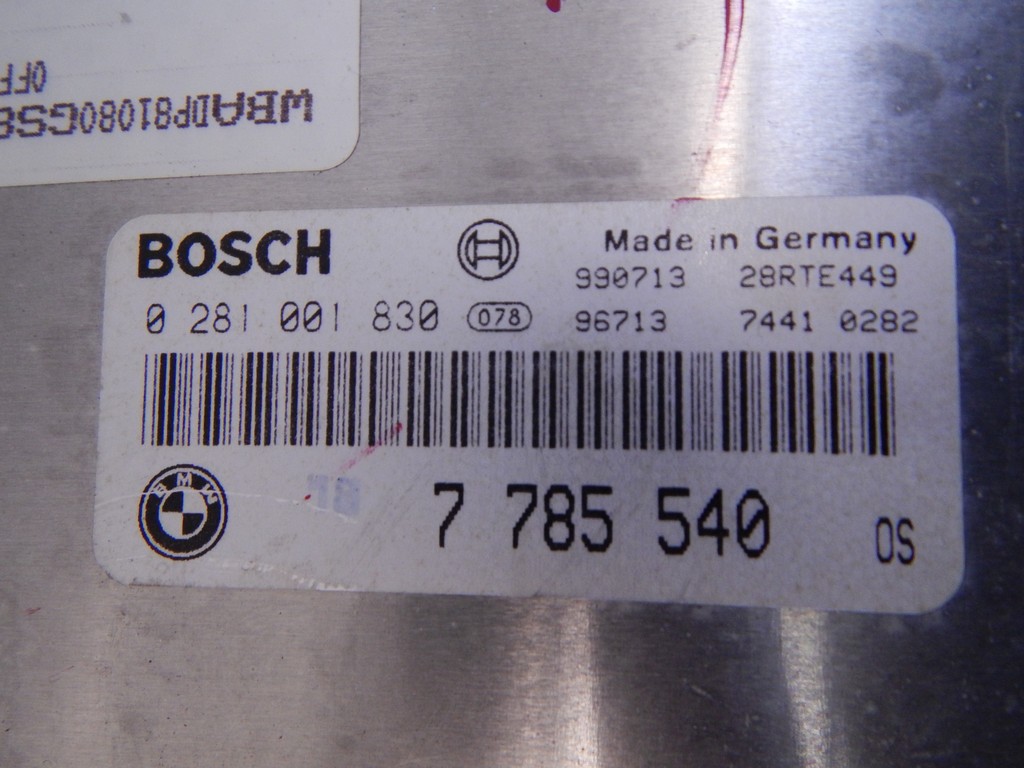 OFF
WBADP81080GS8
BOSCH
Made in Germany
990713 28RTE449
0 281 001 830 078 96713 7441 0282
BMW
7 785 540 OS